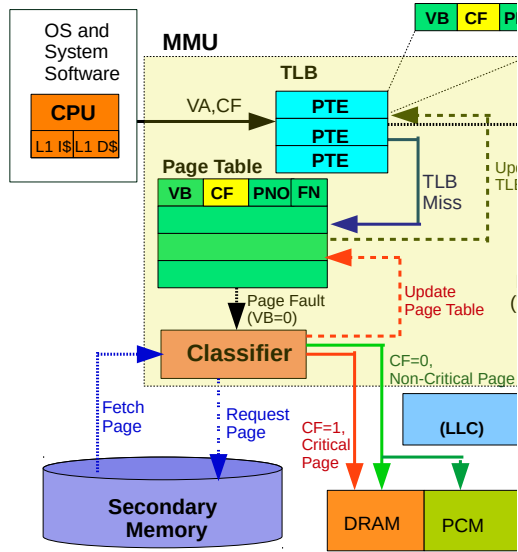 OS and
System
Software
CPU
L1 I$ L1 D$
MMU
VB CF
TLB
VA,CF
PTE
PTE
PTE
Page Table
VB CF PNO FN
TLB
Miss
Page Fault
(VB=0)
Update
Page Table
Classifier
CF=0,
Non-Critical Page
Fetch
Page
Request
Page
CF=1,
Critical
Page
(LLC)
Secondary
Memory
DRAM
PCM